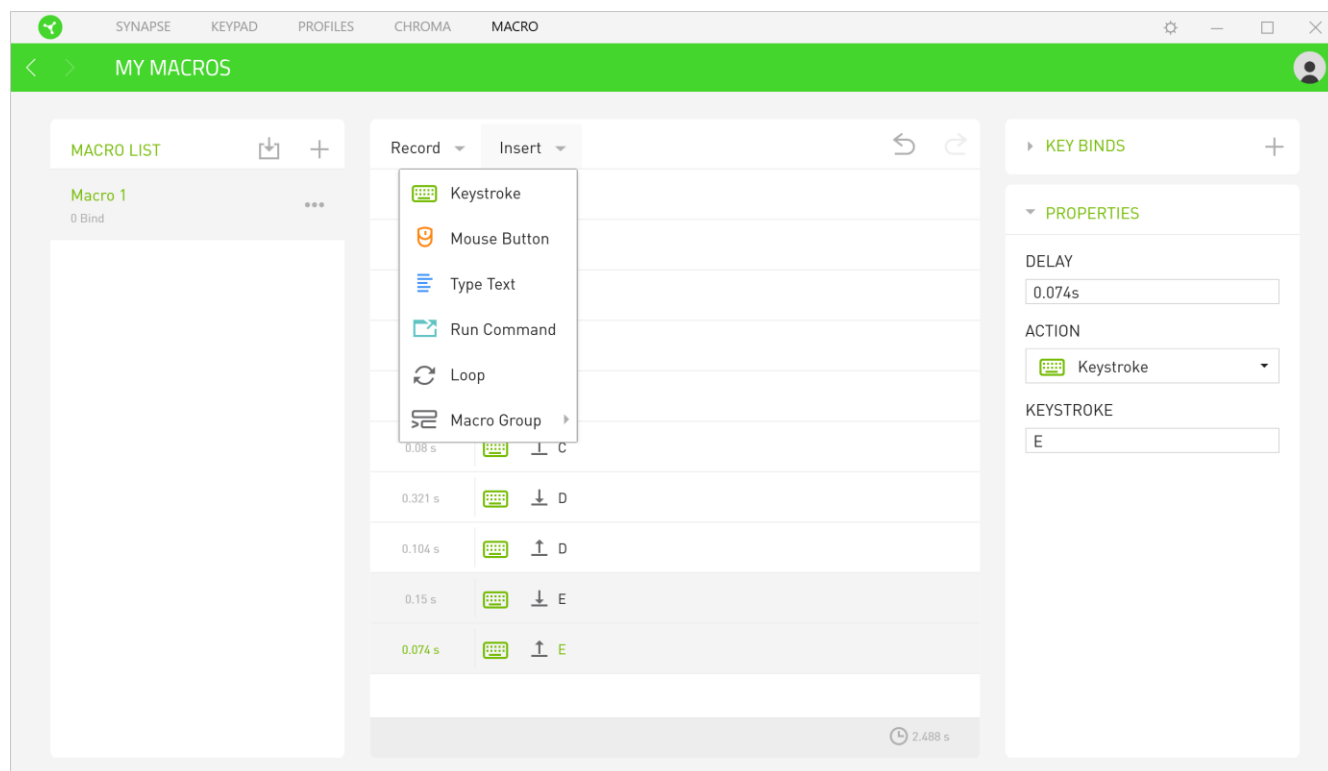 SYNAPSE KEYPAD PROFILES CHROMA MACRO
MY MACROS
MACRO LIST
Macro 1
0 Bind
Record Insert
Keystroke
Mouse Button
Type Text
Run Command
Loop
Macro Group
0.08 s C
0.321 s D
0.104 s D
0.15 s E
0.074 s E
2.488 s
KEY BINDS
PROPERTIES
DELAY
0.074s
ACTION
Keystroke
KEYSTROKE
E